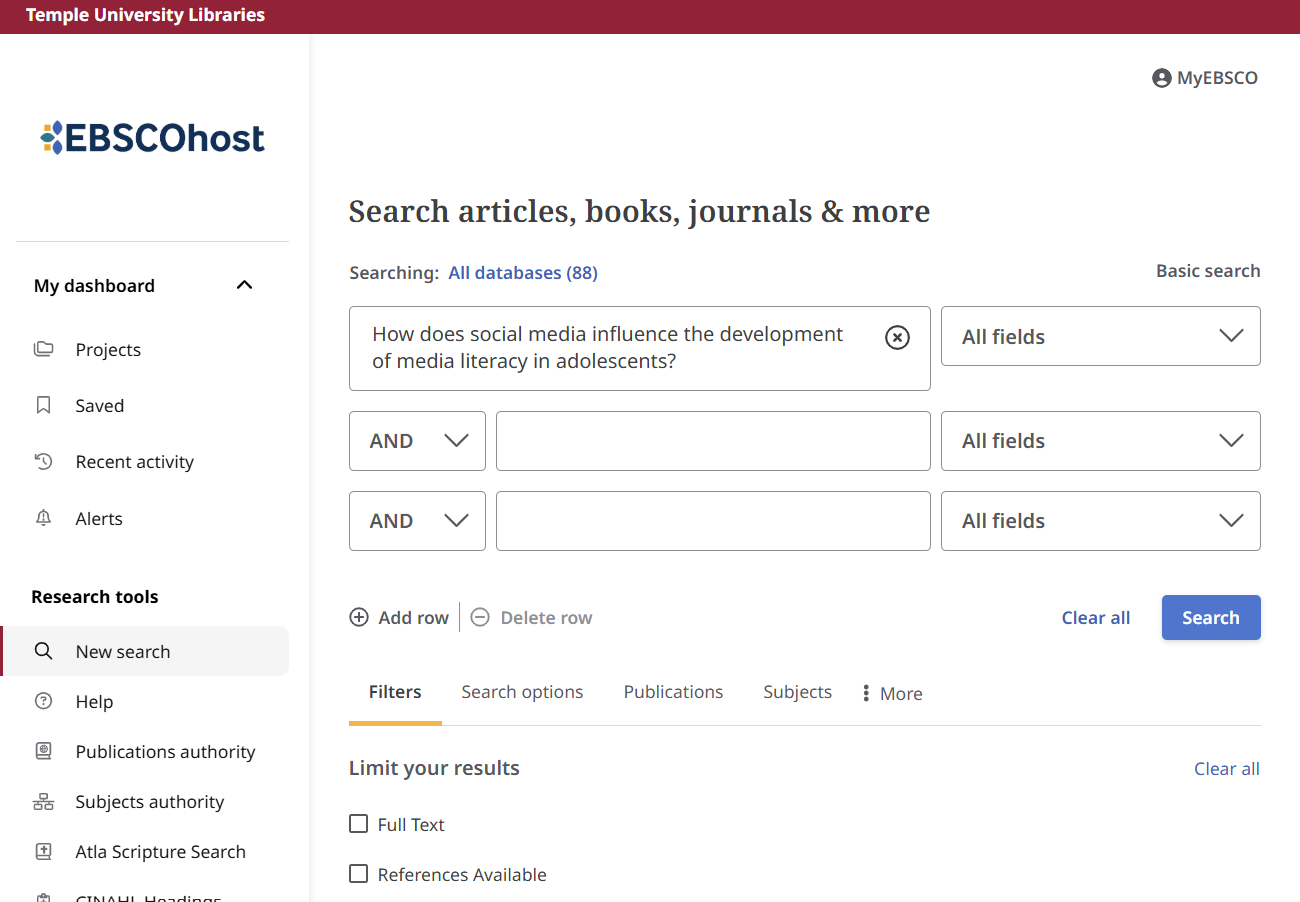 Temple University Libraries
MyEBSCO
EBSCOhost
Search articles, books, journals & more
Searching: All databases (88)
Basic search
How does social media influence the development
of media literacy in adolescents?
All fields
AND
All fields
AND
All fields
Add row
Delete row
Clear all
Search
Filters
Search options
Publications
Subjects
More
Limit your results
Clear all
Full Text
References Available
My dashboard
Projects
Saved
Recent activity
Alerts
Research tools
New search
Help
Publications authority
Subjects authority
Atla Scripture Search
CINAHL Headings